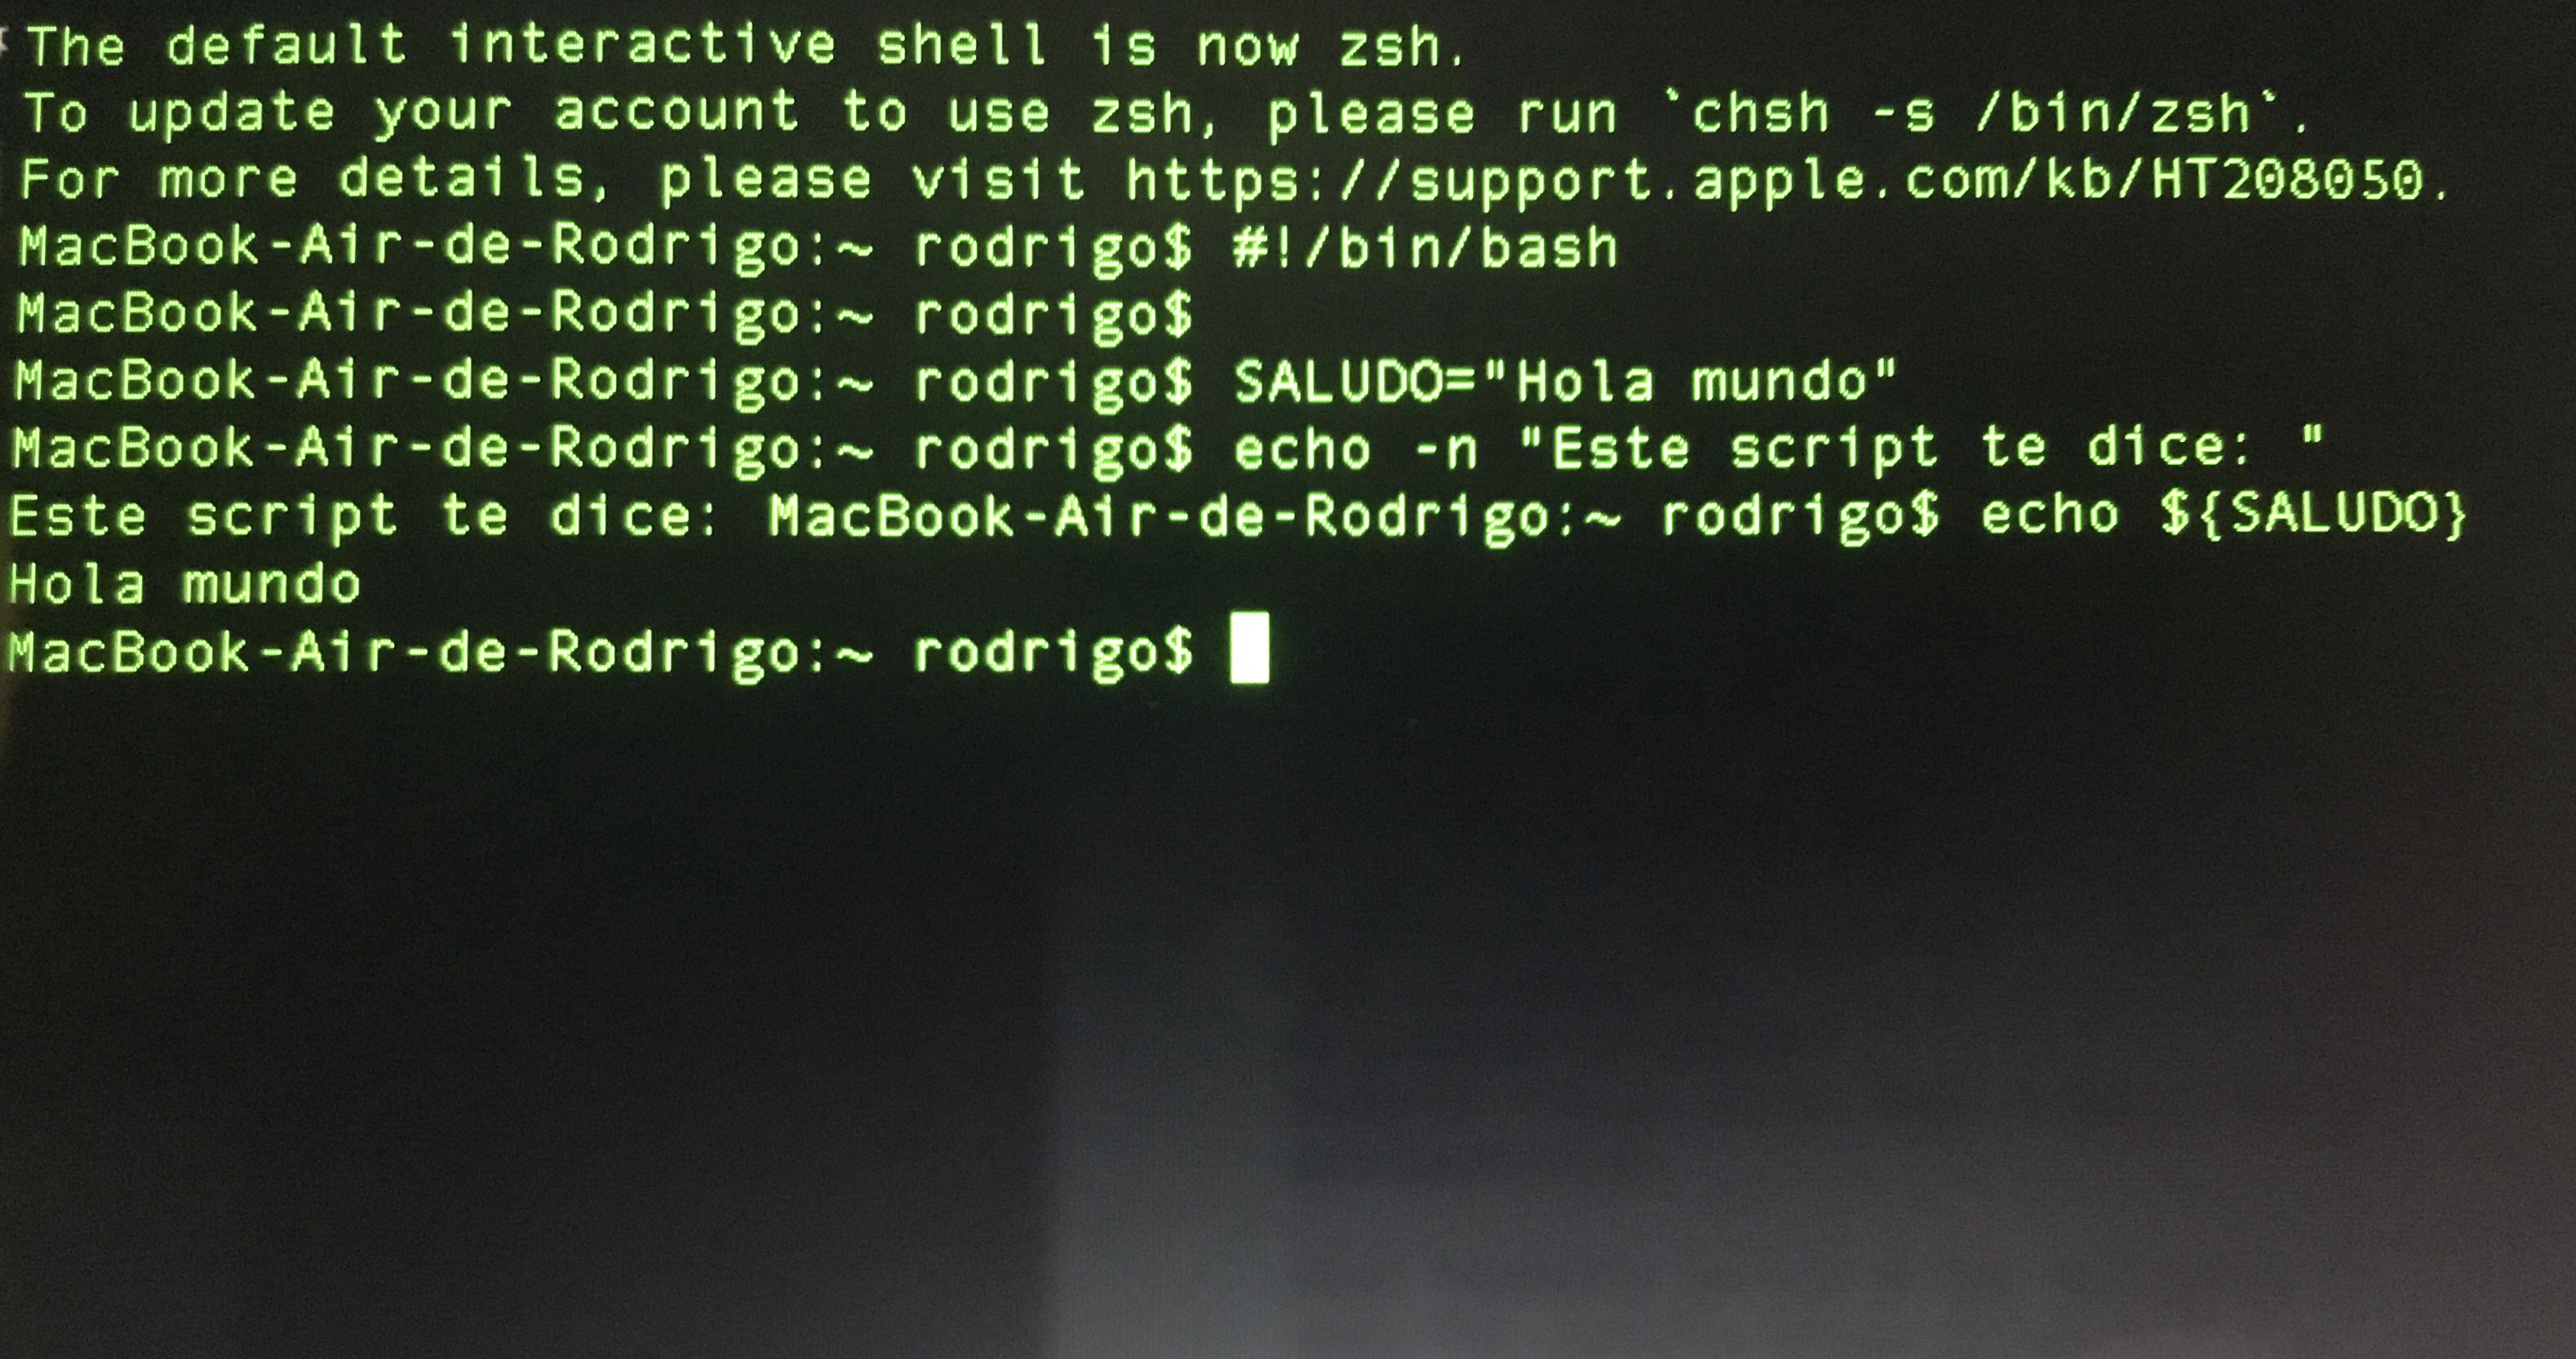 The default interactive shell is now zsh.
To update your account to use zsh, please run `chsh -s /bin/zsh`.
For more details, please visit https://support.apple.com/kb/HT208050.
MacBook-Air-de-Rodrigo:~ rodrigo$ #!/bin/bash
MacBook-Air-de-Rodrigo:~ rodrigo$
MacBook-Air-de-Rodrigo:~ rodrigo$ SALUDO="Hola mundo"
MacBook-Air-de-Rodrigo:~ rodrigo$ echo -n "Este script te dice: "
Este script te dice: MacBook-Air-de-Rodrigo:~ rodrigo$ echo ${SALUDO}
Hola mundo
MacBook-Air-de-Rodrigo:~ rodrigo$